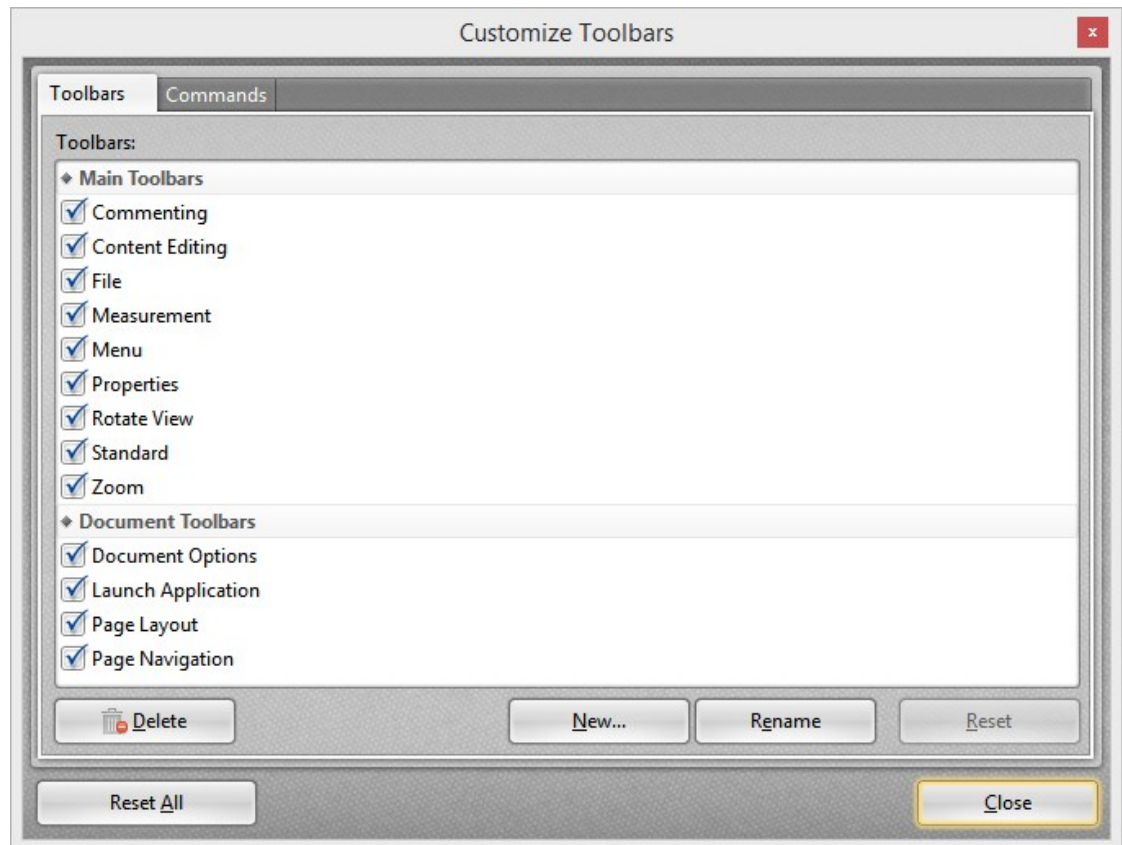 Customize Toolbars
x
Toolbars Commands
Toolbars:
Main Toolbars
Commenting
Content Editing
File
Measurement
Menu
Properties
Rotate View
Standard
Zoom
Document Toolbars
Document Options
Launch Application
Page Layout
Page Navigation
Delete New... Rename Reset
Reset All Close